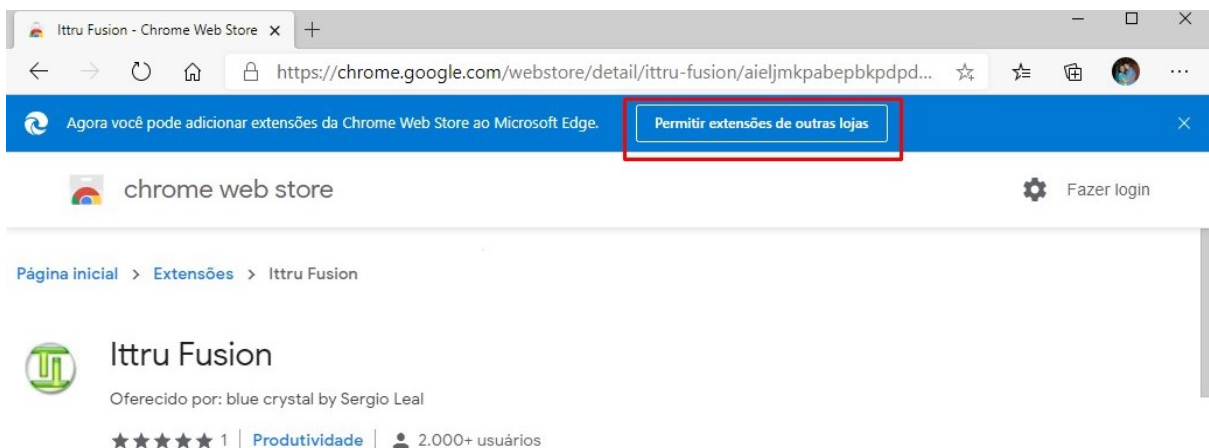 Ittru Fusion - Chrome Web Store
https://chrome.google.com/webstore/detail/ittru-fusion/aieljmkpabepbkpdpd...
Agora você pode adicionar extensões da Chrome Web Store ao Microsoft Edge. Permitir extensões de outras lojas
chrome web store Fazer login
Página inicial > Extensões > Ittru Fusion
Ittru Fusion
Oferecido por: blue crystal by Sergio Leal
★★★★★ 1 | Produtividade | 2.000+ usuários